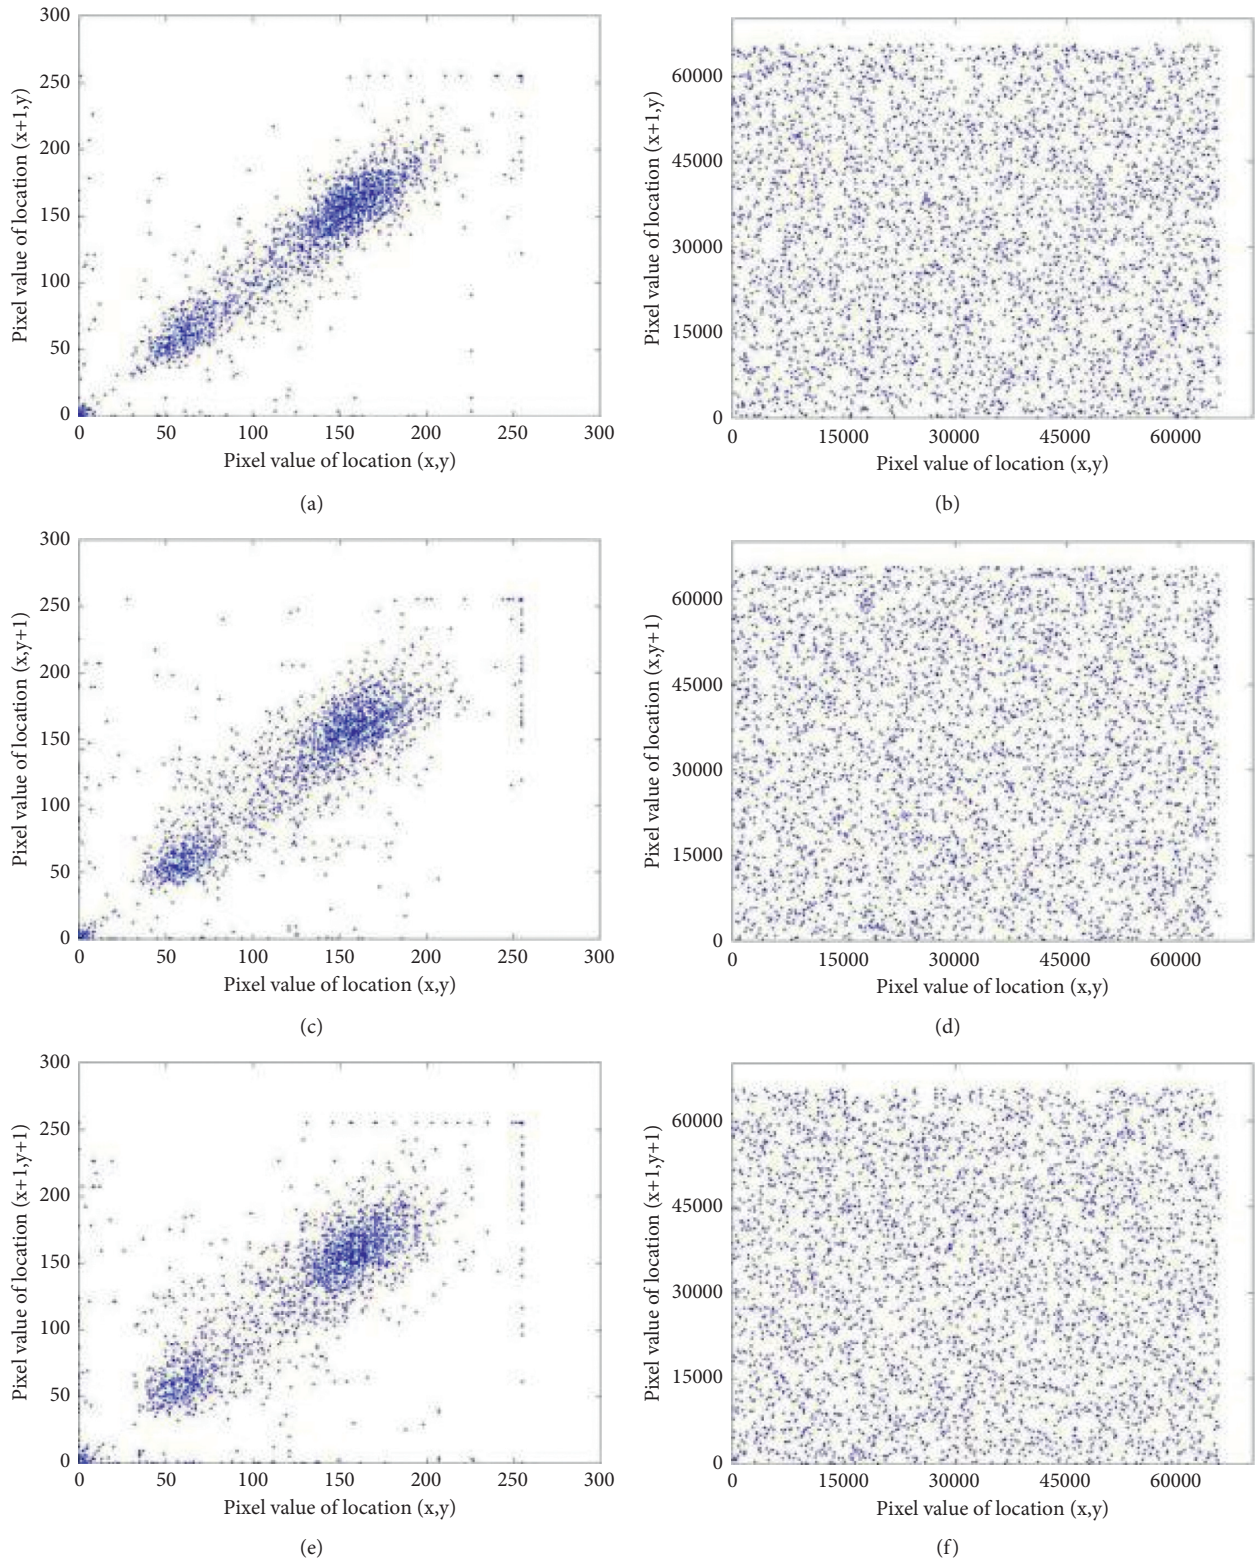 300
250
200
150
100
50
0
Pixel value of location (x+1,y)
0 50 100 150 200 250 300
Pixel value of location (x,y)
(a)
60000
45000
30000
15000
0
Pixel value of location (x+1,y)
0 15000 30000 45000 60000
Pixel value of location (x,y)
(b)
300
250
200
150
100
50
0
Pixel value of location (x,y+1)
0 50 100 150 200 250 300
Pixel value of location (x,y)
(c)
60000
45000
30000
15000
0
Pixel value of location (x,y+1)
0 15000 30000 45000 60000
Pixel value of location (x,y)
(d)
300
250
200
150
100
50
0
Pixel value of location (x+1,y+1)
0 50 100 150 200 250 300
Pixel value of location (x,y)
(e)
60000
45000
30000
15000
0
Pixel value of location (x+1,y+1)
0 15000 30000 45000 60000
Pixel value of location (x,y)
(f)